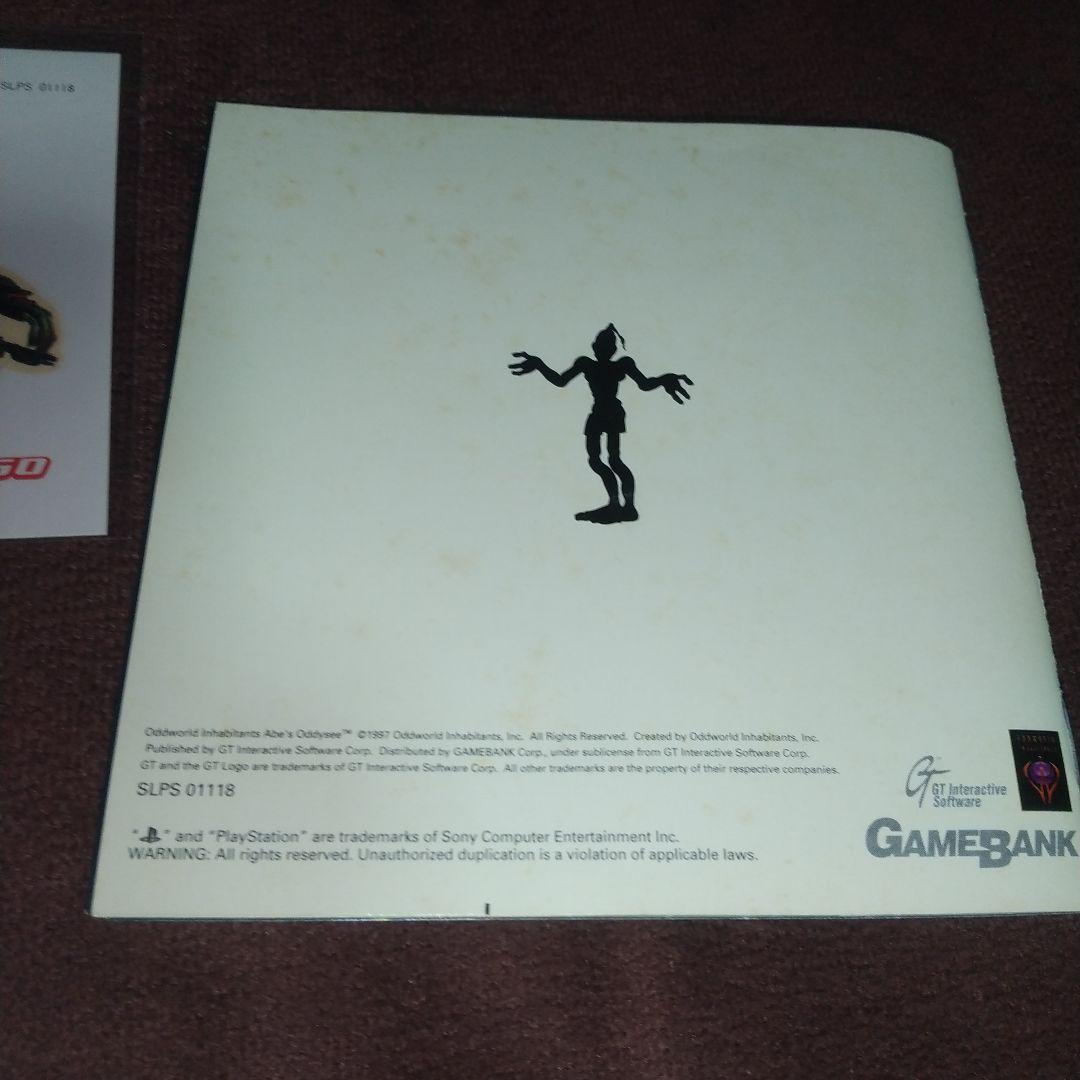 SLPS 01118
Oddworld Inhabitants Abe's Oddysee™ ©1997 Oddworld Inhabitants, Inc. All Rights Reserved. Created by Oddworld Inhabitants, Inc.
Published by GT Interactive Software Corp. Distributed by GAMEBANK Corp., under sublicense from GT Interactive Software Corp.
GT and the GT Logo are trademarks of GT Interactive Software Corp. All other trademarks are the property of their respective companies.
SLPS 01118
GT Interactive
Software
GAMEBANK
" " and "PlayStation" are trademarks of Sony Computer Entertainment Inc.
WARNING: All rights reserved. Unauthorized duplication is a violation of applicable laws.